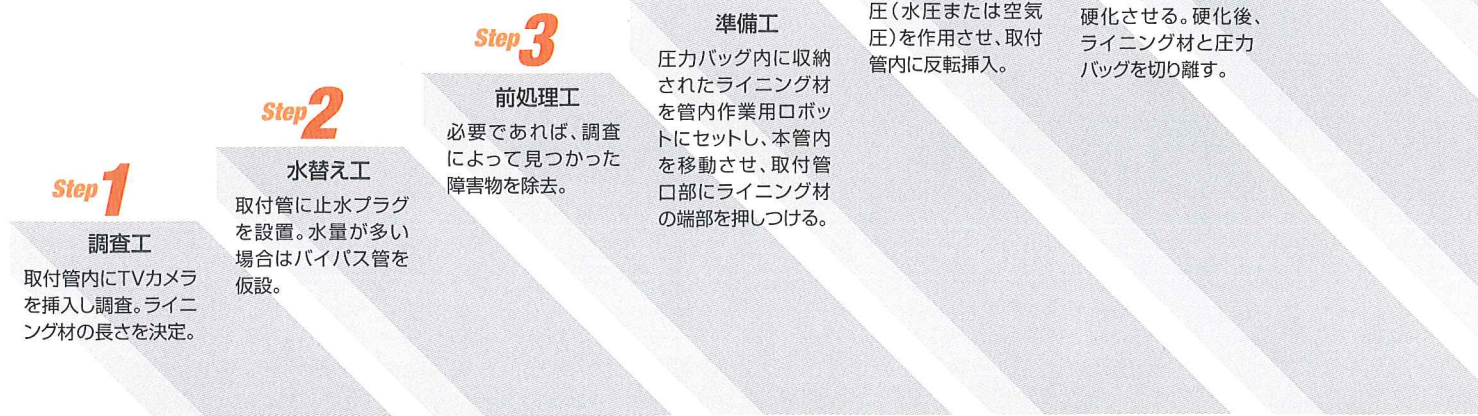 Step 1
調査工
取付管内にTVカメラ
を挿入し調査。ライニ
ング材の長さを決定。
Step 2
水替え工
取付管に止水プラグ
を設置。水量が多い
場合はバイパス管を
仮設。
Step 3
前処理工
必要であれば、調査
によって見つかった
障害物を除去。
準備工
圧力バッグ内に収納
されたライニング材
を管内作業用ロボッ
トにセットし、本管内
を移動させ、取付管
口部にライニング材
の端部を押しつける。
圧（水圧または空気
圧）を作用させ、取付
管内に反転挿入。
硬化させる。硬化後、
ライニング材と圧力
バッグを切り離す。